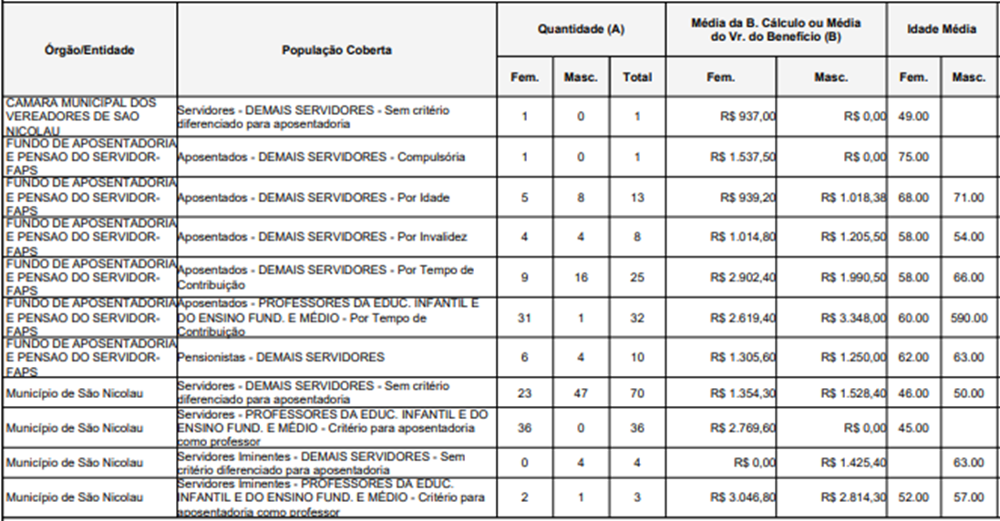 Órgão/Entidade População Coberta Quantidade (A) Média da B. Cálculo ou Média do Vr. do Benefício (B) Idade Média
Fem. Masc. Total Fem. Masc. Fem. Masc.
CAMARA MUNICIPAL DOS
VEREADORES DE SAO
NICOLAU
Servidores - DEMAIS SERVIDORES - Sem critério
diferenciado para aposentadoria
1 0 1 R$ 937,00 R$ 0,00 49.00
FUNDO DE APOSENTADORIA
E PENSAO DO SERVIDOR-
FAPS
Aposentados - DEMAIS SERVIDORES - Compulsória
1 0 1 R$ 1.537,50 R$ 0,00 75.00
FUNDO DE APOSENTADORIA
E PENSAO DO SERVIDOR-
FAPS
Aposentados - DEMAIS SERVIDORES - Por Idade
5 8 13 R$ 939,20 R$ 1.018,38 68.00 71.00
FUNDO DE APOSENTADORIA
E PENSAO DO SERVIDOR-
FAPS
Aposentados - DEMAIS SERVIDORES - Por Invalidez
4 4 8 R$ 1.014,80 R$ 1.205,50 58.00 54.00
FUNDO DE APOSENTADORIA
E PENSAO DO SERVIDOR-
FAPS
Aposentados - DEMAIS SERVIDORES - Por Tempo de
Contribuição
9 16 25 R$ 2.902,40 R$ 1.990,50 58.00 66.00
FUNDO DE APOSENTADORIA
E PENSAO DO SERVIDOR-
FAPS
Aposentados - PROFESSORES DA EDUC. INFANTIL E
DO ENSINO FUND. E MÉDIO - Por Tempo de
Contribuição
31 1 32 R$ 2.619,40 R$ 3.348,00 60.00 590.00
FUNDO DE APOSENTADORIA
E PENSAO DO SERVIDOR-
FAPS
Pensionistas - DEMAIS SERVIDORES
6 4 10 R$ 1.305,60 R$ 1.250,00 62.00 63.00
Município de São Nicolau
Servidores - DEMAIS SERVIDORES - Sem critério
diferenciado para aposentadoria
23 47 70 R$ 1.354,30 R$ 1.528,40 46.00 50.00
Município de São Nicolau
Servidores - PROFESSORES DA EDUC. INFANTIL E DO
ENSINO FUND. E MÉDIO - Critério para aposentadoria
como professor
36 0 36 R$ 2.769,60 R$ 0,00 45.00
Município de São Nicolau
Servidores Iminentes - DEMAIS SERVIDORES - Sem
critério diferenciado para aposentadoria
0 4 4 R$ 0,00 R$ 1.425,40 63.00
Município de São Nicolau
Servidores Iminentes - PROFESSORES DA EDUC.
INFANTIL E DO ENSINO FUND. E MÉDIO - Critério para
aposentadoria como professor
2 1 3 R$ 3.046,80 R$ 2.814,30 52.00 57.00